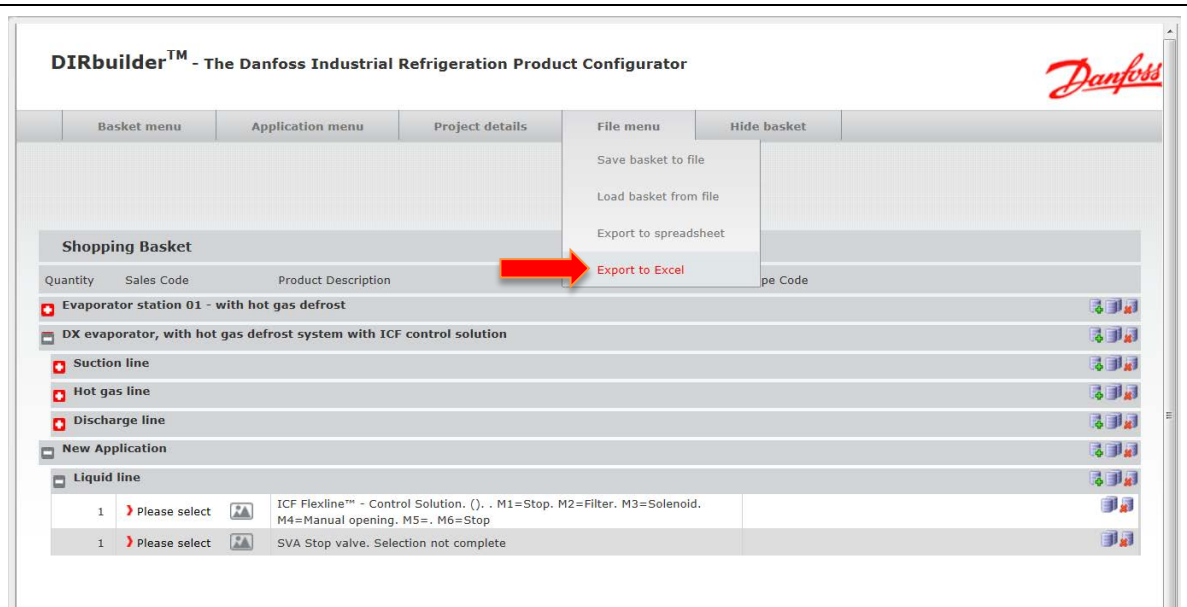 DIRbuilder™ - The Danfoss Industrial Refrigeration Product Configurator
Danfoss
Basket menu Application menu Project details File menu Hide basket
Save basket to file
Load basket from file
Export to spreadsheet
Export to Excel
Shopping Basket
Quantity Sales Code Product Description pe Code
Evaporator station 01 - with hot gas defrost
DX evaporator, with hot gas defrost system with ICF control solution
Suction line
Hot gas line
Discharge line
New Application
Liquid line
1 Please select ICF Flexline™ - Control Solution. (). . M1=Stop. M2=Filter. M3=Solenoid.
M4=Manual opening. M5=. M6=Stop
1 Please select SVA Stop valve. Selection not complete